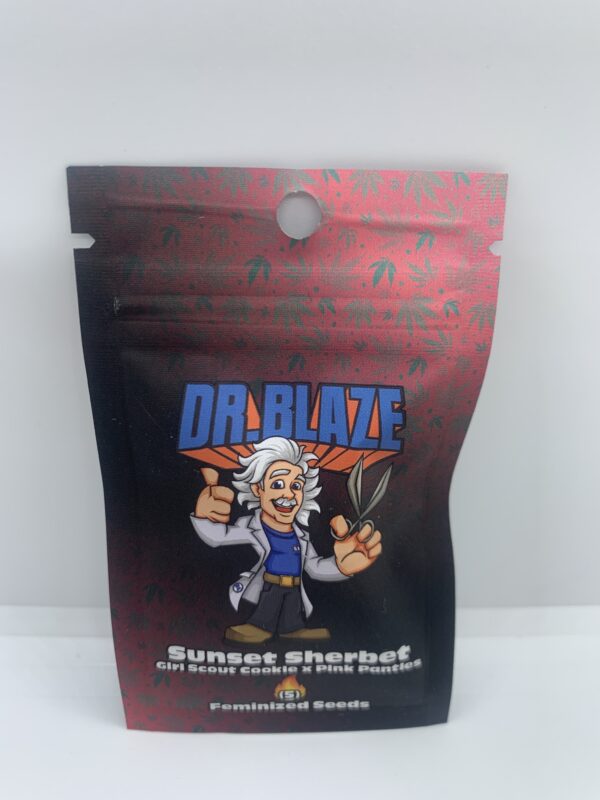 DR.BLAZE
Sunset Sherbet
Girl Scout Cookie x Pink Panties
(5)
Feminized Seeds